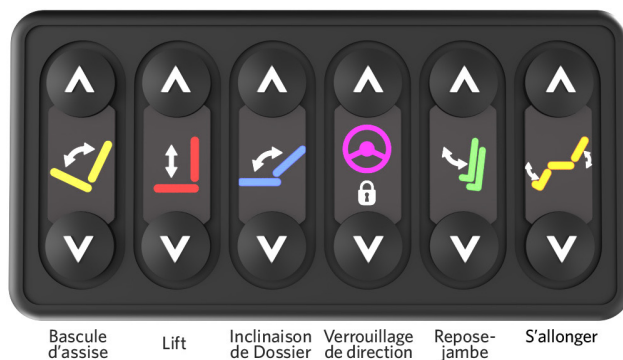 Bascule
d'assise
Lift
Inclinaison
de Dossier
Verrouillage
de direction
Repose-
jambe
S'allonger